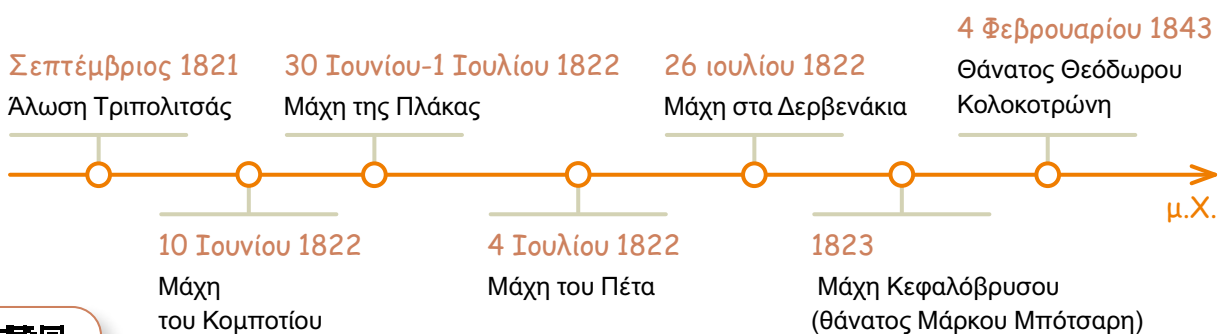 4 Φεβρουαρίου 1843
Θάνατος Θεόδωρου
Κολοκοτρώνη
Σεπτέμβριος 1821
Άλωση Τριπολιτσάς
30 Ιουνίου-1 Ιουλίου 1822
Μάχη της Πλάκας
26 ιουλίου 1822
Μάχη στα Δερβενάκια
μ.Χ.
10 Ιουνίου 1822
Μάχη
του Κομποτίου
4 Ιουλίου 1822
Μάχη του Πέτα
1823
Μάχη Κεφαλόβρυσου
(θάνατος Μάρκου Μπότσαρη)